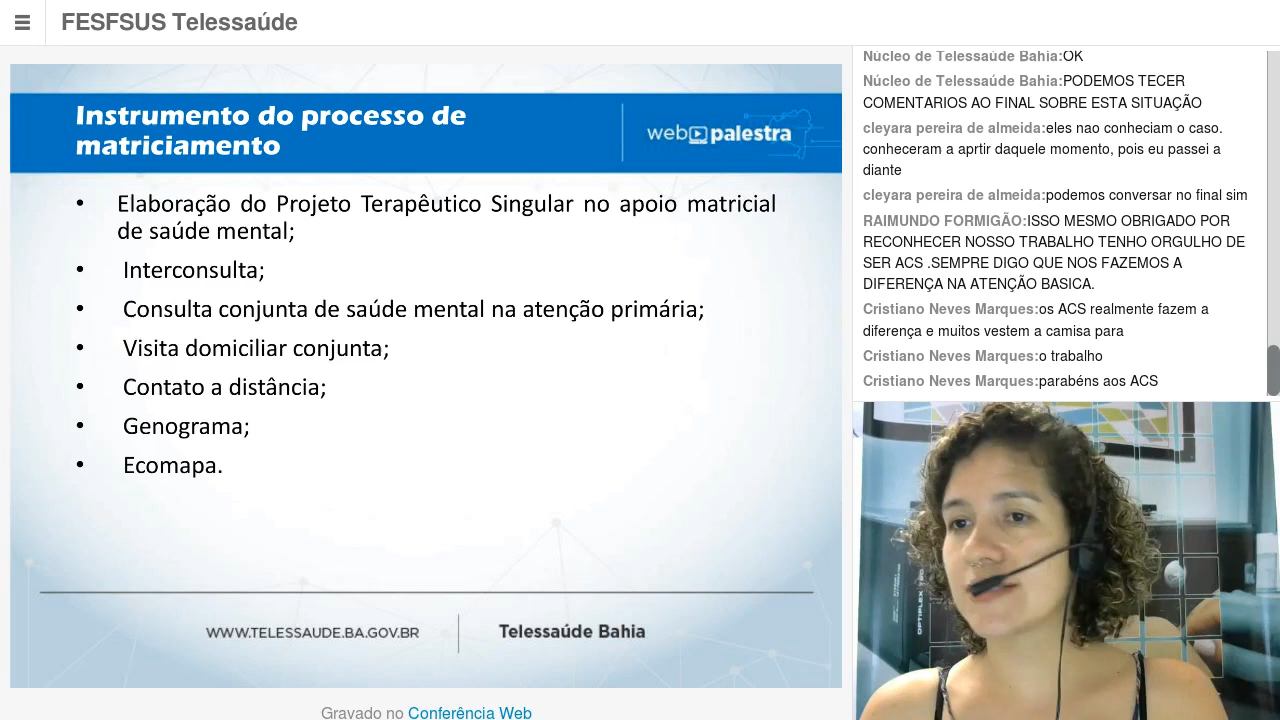 FESFSUS Telessaúde
Instrumento do processo de
matriciamento
web palestra
• Elaboração do Projeto Terapêutico Singular no apoio matricial
de saúde mental;
• Interconsulta;
• Consulta conjunta de saúde mental na atenção primária;
• Visita domiciliar conjunta;
• Contato a distância;
• Genograma;
• Ecomapa.
WWW.TELESSAUDE.BA.GOV.BR
Telessaúde Bahia
Gravado no Conferência Web
Núcleo de Telessaúde Bahia:OK
Núcleo de Telessaúde Bahia:PODEMOS TECER
COMENTARIOS AO FINAL SOBRE ESTA SITUAÇÃO
cleyara pereira de almeida:eles nao conheciam o caso.
conheceram a aprtir daquele momento, pois eu passei a
diante
cleyara pereira de almeida:podemos conversar no final sim
RAIMUNDO FORMIGÃO:ISSO MESMO OBRIGADO POR
RECONHECER NOSSO TRABALHO TENHO ORGULHO DE
SER ACS .SEMPRE DIGO QUE NOS FAZEMOS A
DIFERENÇA NA ATENÇÃO BASICA.
Cristiano Neves Marques:os ACS realmente fazem a
diferença e muitos vestem a camisa para
Cristiano Neves Marques:o trabalho
Cristiano Neves Marques:parabéns aos ACS
OPTIPLEX